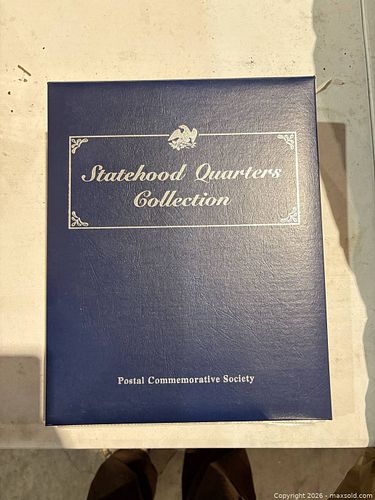 Statehood Quarters
Collection
Postal Commemorative Society
Copyright 2026 - maxsold.com